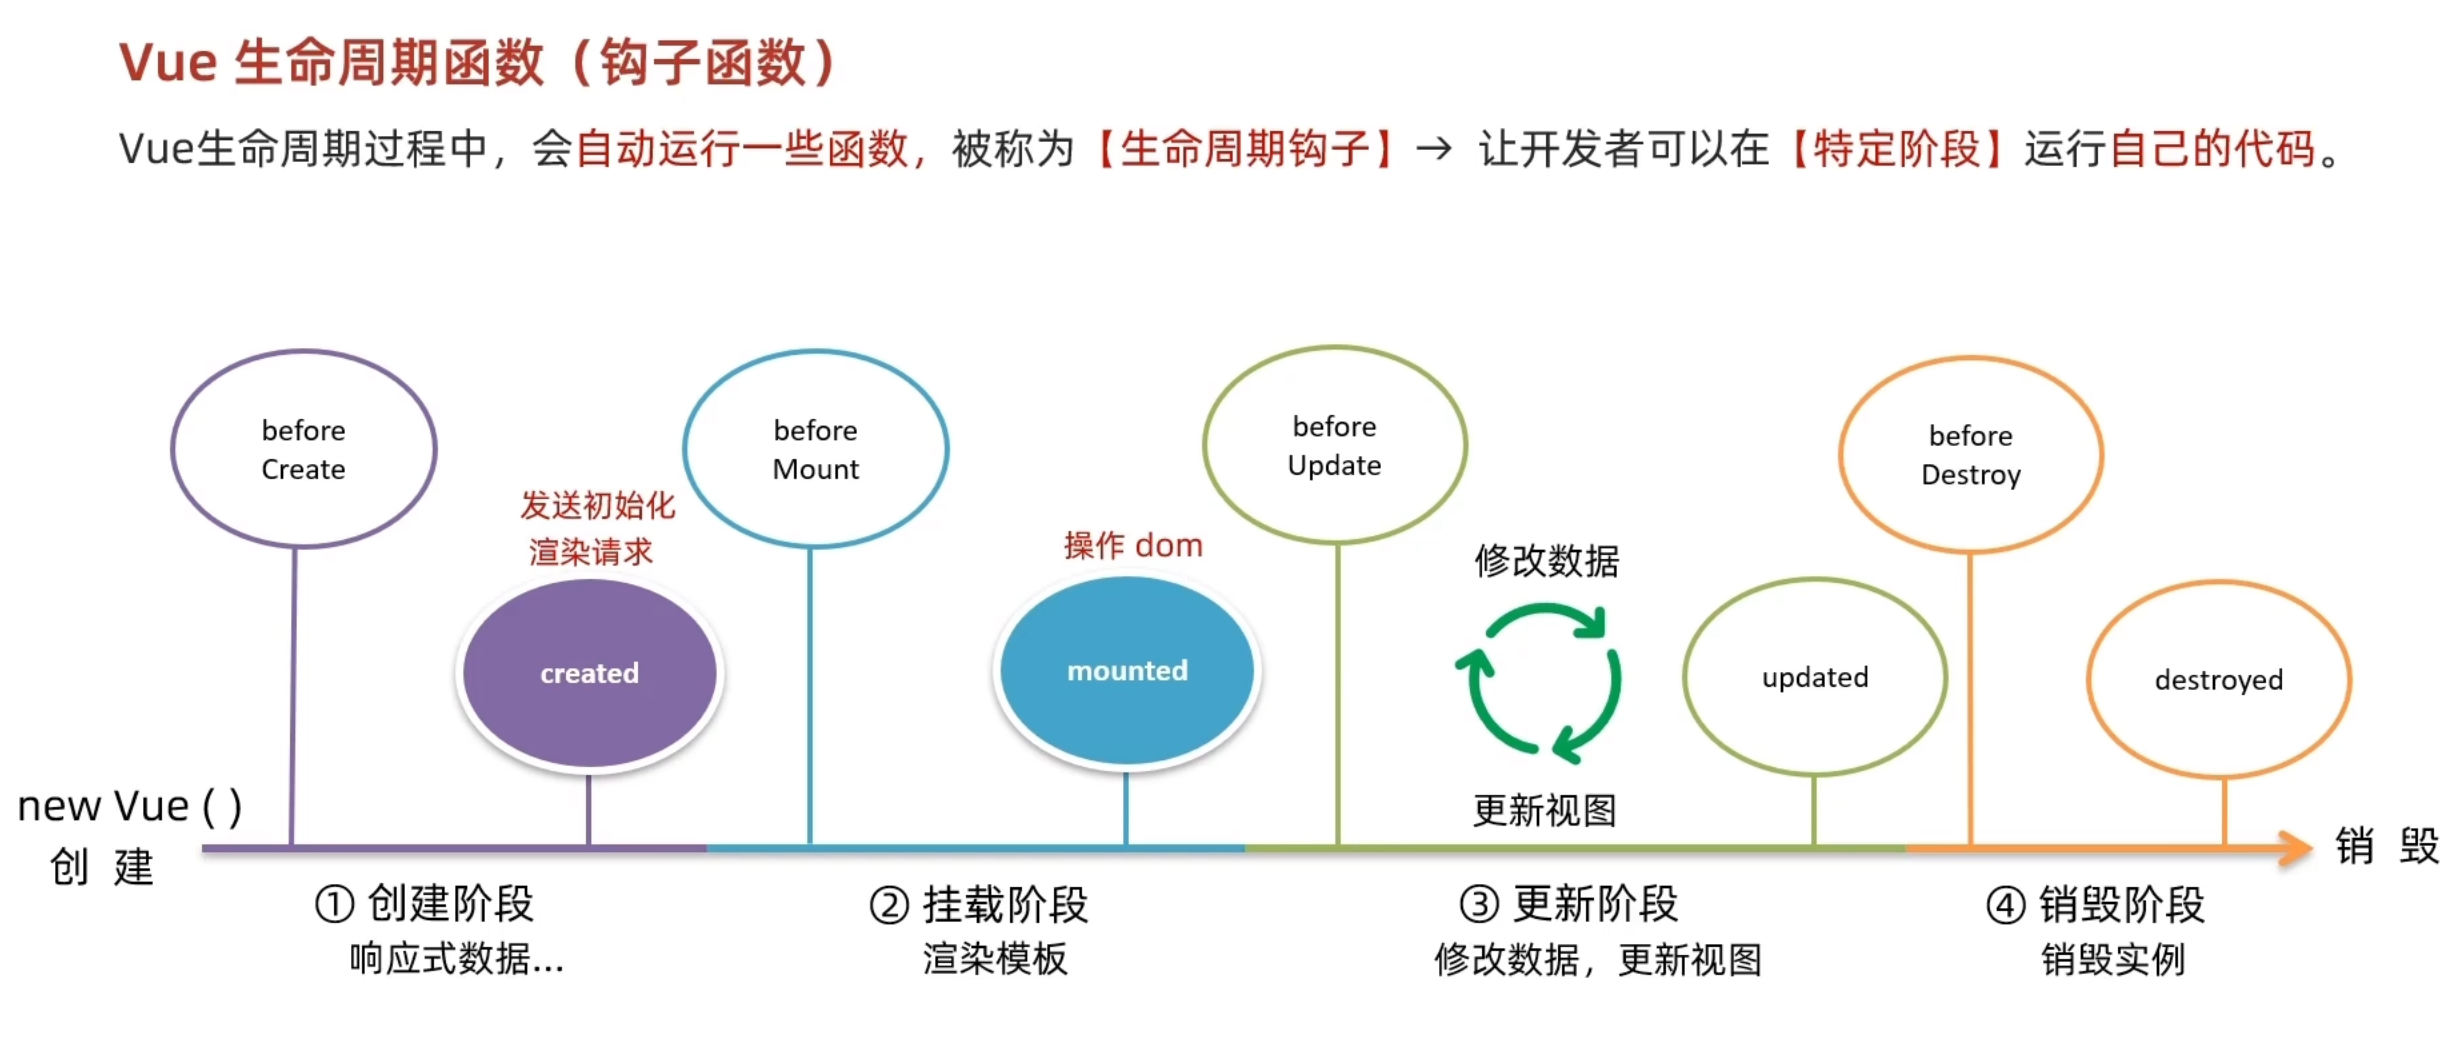 Vue 生命周期函数（钩子函数）
Vue生命周期过程中，会自动运行一些函数，被称为【生命周期钩子】→ 让开发者可以在【特定阶段】运行自己的代码。
before
Create
发送初始化
渲染请求
created
before
Mount
操作 dom
mounted
before
Update
修改数据
更新视图
updated
before
Destroy
destroyed
new Vue ( )
创 建
销 毁
① 创建阶段
响应式数据...
② 挂载阶段
渲染模板
③ 更新阶段
修改数据，更新视图
④ 销毁阶段
销毁实例